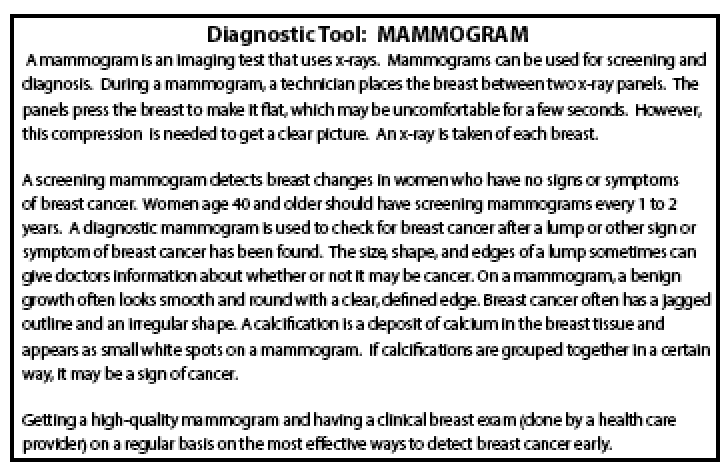 Diagnostic Tool: MAMMOGRAM
A mammogram is an imaging test that uses x-rays. Mammograms can be used for screening and
diagnosis. During a mammogram, a technician places the breast between two x-ray panels. The
panels press the breast to make it flat, which may be uncomfortable for a few seconds. However,
this compression is needed to get a clear picture. An x-ray is taken of each breast.
A screening mammogram detects breast changes in women who have no signs or symptoms
of breast cancer. Women age 40 and older should have screening mammograms every 1 to 2
years. A diagnostic mammogram is used to check for breast cancer after a lump or other sign or
symptom of breast cancer has been found. The size, shape, and edges of a lump sometimes can
give doctors information about whether or not it may be cancer. On a mammogram, a benign
growth often looks smooth and round with a clear, defined edge. Breast cancer often has a jagged
outline and an irregular shape. A calcification is a deposit of calcium in the breast tissue and
appears as small white spots on a mammogram. If calcifications are grouped together in a certain
way, it may be a sign of cancer.
Getting a high-quality mammogram and having a clinical breast exam (done by a health care
provider) on a regular basis on the most effective ways to detect breast cancer early.